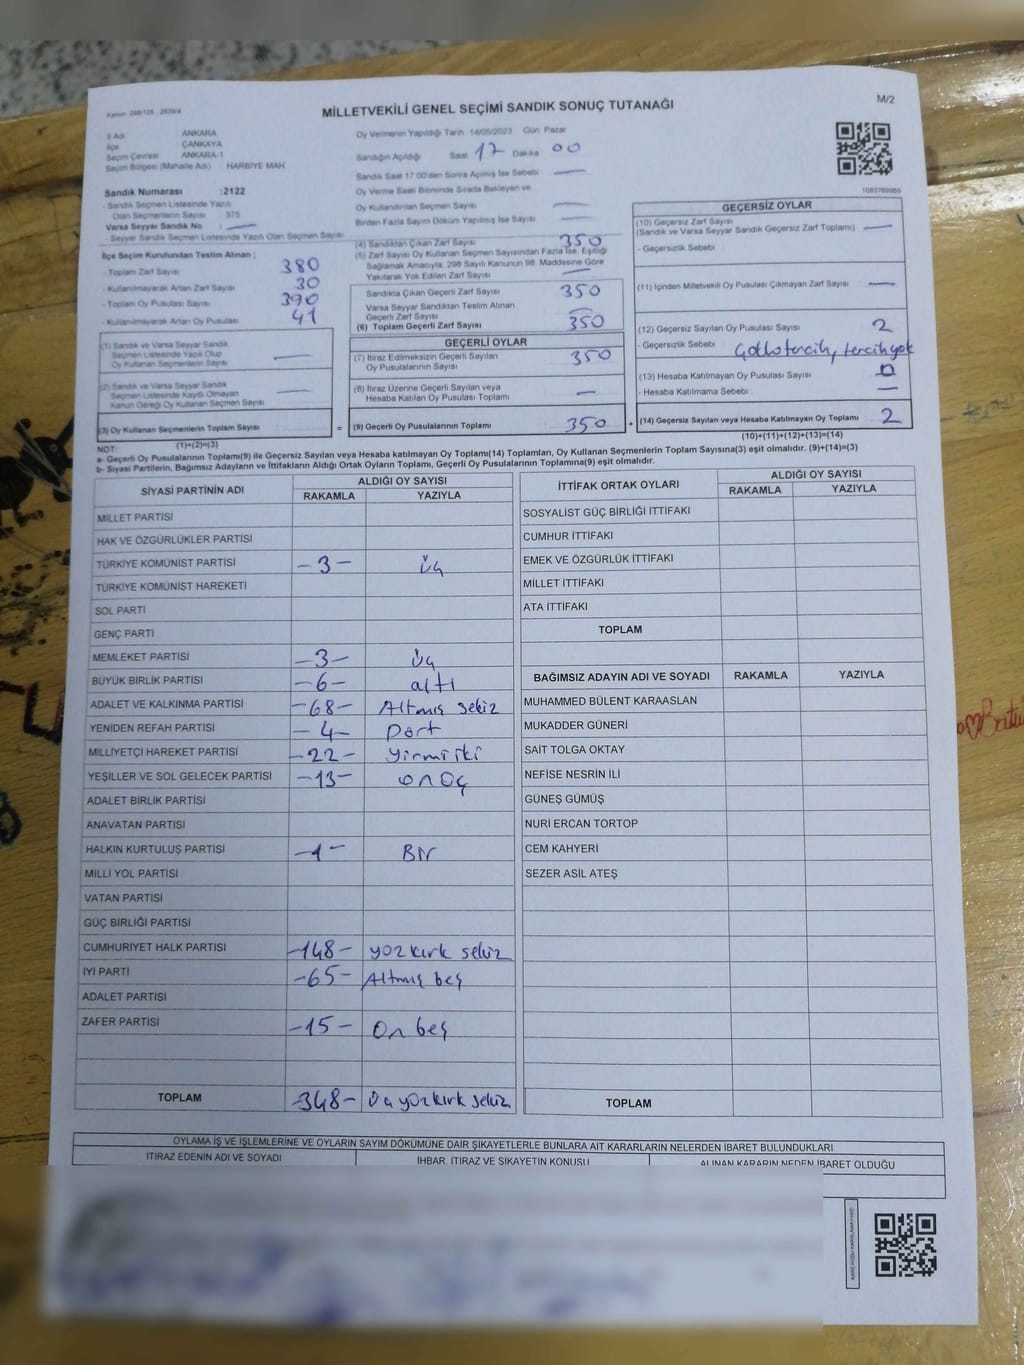 Kanun: 298/105 2839/4
MİLLETVEKİLİ GENEL SEÇİMİ SANDIK SONUÇ TUTANAĞI
M/2
İl Adı ANKARA
İlçe ÇANKAYA
Seçim Çevresi ANKARA-1
Seçim Bölgesi (Mahalle Adı) HARBİYE MAH.
Sandık Numarası :2122
- Sandık Seçmen Listesinde Yazılı
Olan Seçmenlerin Sayısı 375
Varsa Seyyar Sandık No :
- Seyyar Sandık Seçmen Listesinde Yazılı Olan Seçmen Sayısı
İlçe Seçim Kurulundan Teslim Alınan ;
- Toplam Zarf Sayısı 380
- Kullanılmayarak Artan Zarf Sayısı 30
- Toplam Oy Pusulası Sayısı 390
- Kullanılmayarak Artan Oy Pusulası 41
(1) Sandık ve Varsa Seyyar Sandık
Seçmen Listesinde Yazılı Olup
Oy Kullanan Seçmenlerin Sayısı —
(2) Sandık ve Varsa Seyyar Sandık
Seçmen Listesinde Kayıtlı Olmayan
Kanun Gereği Oy Kullanan Seçmen Sayısı —
(3) Oy Kullanan Seçmenlerin Toplam Sayısı =
(1)+(2)=(3)
Oy Vermenin Yapıldığı Tarih 14/05/2023 Gün Pazar
Sandığın Açıldığı Saat 17 Dakika 00
Sandık 17:00'den Sonra Açılmış İse Sebebi —
Oy Verme Saati Bitiminde Sırada Bekleyen ve
Oy Kullandırılan Seçmen Sayısı —
Birden Fazla Sayım Döküm Yapılmış İse Sayısı —
(4) Sandıktan Çıkan Zarf Sayısı 350
(5) Zarf Sayısı Oy Kullanan Seçmen Sayısından Fazla İse, Eşitliği
Sağlamak Amacıyla, 298 Sayılı Kanunun 98. Maddesine Göre
Yakılarak Yok Edilen Zarf Sayısı —
Sandıkta Çıkan Geçerli Zarf Sayısı 350
Varsa Seyyar Sandıktan Teslim Alınan
Geçerli Zarf Sayısı —
(6) Toplam Geçerli Zarf Sayısı 350
GEÇERLİ OYLAR
(7) İtiraz Edilmeksizin Geçerli Sayılan
Oy Pusulalarının Sayısı 350
(8) İtiraz Üzerine Geçerli Sayılan veya
Hesaba Katılan Oy Pusulası Toplamı —
(9) Geçerli Oy Pusulalarının Toplamı 350 +
GEÇERSİZ OYLAR
(10) Geçersiz Zarf Sayısı
(Sandık ve Varsa Seyyar Sandık Geçersiz Zarf Toplamı) —
- Geçersizlik Sebebi
(11) İçinden Milletvekili Oy Pusulası Çıkmayan Zarf Sayısı —
(12) Geçersiz Sayılan Oy Pusulası Sayısı 2
- Geçersizlik Sebebi Çoklu tercih, tercih yok
(13) Hesaba Katılmayan Oy Pusulası Sayısı
- Hesaba Katılmama Sebebi —
(14) Geçersiz Sayılan veya Hesaba Katılmayan Oy Toplamı 2
(10)+(11)+(12)+(13)=(14)
NOT:
a- Geçerli Oy Pusulalarının Toplamı(9) ile Geçersiz Sayılan veya Hesaba katılmayan Oy Toplamı(14) Toplamları, Oy Kullanan Seçmenlerin Toplam Sayısına(3) eşit olmalıdır. (9)+(14)=(3)
b- Siyasi Partilerin, Bağımsız Adayların ve İttifakların Aldığı Ortak Oyların Toplamı, Geçerli Oy Pusulalarının Toplamına(9) eşit olmalıdır.
SİYASİ PARTİNİN ADI ALDIĞI OY SAYISI
RAKAMLA YAZIYLA
MİLLET PARTİSİ
HAK VE ÖZGÜRLÜKLER PARTİSİ
TÜRKİYE KOMÜNİST PARTİSİ -3- üç
TÜRKİYE KOMÜNİST HAREKETİ
SOL PARTİ
GENÇ PARTİ
MEMLEKET PARTİSİ -3- üç
BÜYÜK BİRLİK PARTİSİ -6- altı
ADALET VE KALKINMA PARTİSİ -68- Altmış sekiz
YENİDEN REFAH PARTİSİ -4- Dört
MİLLİYETÇİ HAREKET PARTİSİ -22- yirmi iki
YEŞİLLER VE SOL GELECEK PARTİSİ -13- onüç
ADALET BİRLİK PARTİSİ
ANAVATAN PARTİSİ
HALKIN KURTULUŞ PARTİSİ -1- Bir
MİLLİ YOL PARTİSİ
VATAN PARTİSİ
GÜÇ BİRLİĞİ PARTİSİ
CUMHURİYET HALK PARTİSİ -148- yüzkırk sekiz
İYİ PARTİ -65- Altmış beş
ADALET PARTİSİ
ZAFER PARTİSİ -15- On beş
TOPLAM -348- üç yüzkırk sekiz
İTTİFAK ORTAK OYLARI ALDIĞI OY SAYISI
RAKAMLA YAZIYLA
SOSYALİST GÜÇ BİRLİĞİ İTTİFAKI
CUMHUR İTTİFAKI
EMEK VE ÖZGÜRLÜK İTTİFAKI
MİLLET İTTİFAKI
ATA İTTİFAKI
TOPLAM
BAĞIMSIZ ADAYIN ADI VE SOYADI RAKAMLA YAZIYLA
MUHAMMED BÜLENT KARAASLAN
MUKADDER GÜNERİ
SAİT TOLGA OKTAY
NEFİSE NESRİN İLİ
GÜNEŞ GÜMÜŞ
NURİ ERCAN TORTOP
CEM KAHYERİ
SEZER ASİL ATEŞ
TOPLAM
OYLAMA İŞ VE İŞLEMLERİNE VE OYLARIN SAYIM DÖKÜMÜNE DAİR ŞİKAYETLERLE BUNLARA AİT KARARLARIN NELERDEN İBARET BULUNDUKLARI
İTİRAZ EDENİN ADI VE SOYADI İHBAR, İTİRAZ VE ŞİKAYETİN KONUSU ALINAN KARARIN NEDEN İBARET OLDUĞU